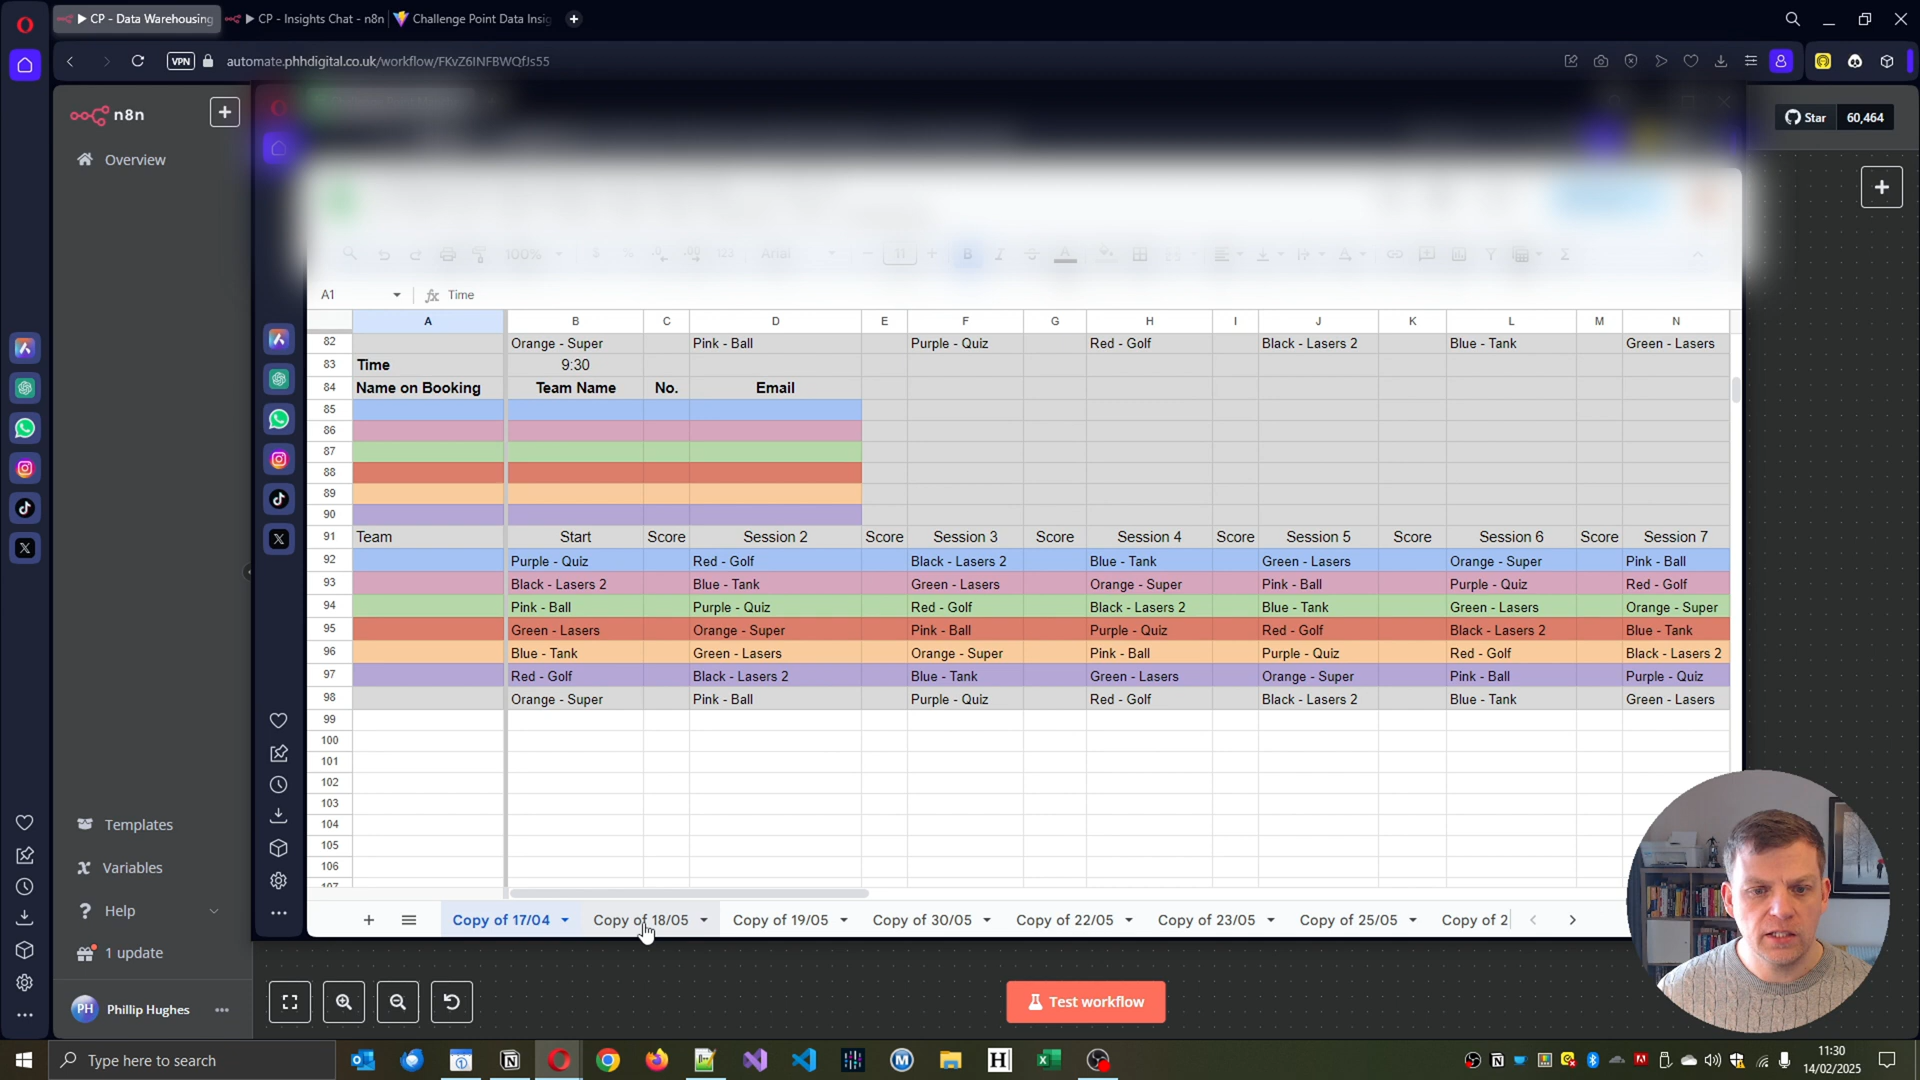 ▶ CP - Data Warehousing
▶ CP - Insights Chat - n8n
Challenge Point Data Insig
VPN
automate.phhdigital.co.uk/workflow/FKvZ6INFBWQfJs55
n8n
Overview
Star
60,464
100%
$
%
123
Arial
11
B
I
A
A1
Time
A B C D E F G H I J K L M N
82 Orange - Super Pink - Ball Purple - Quiz Red - Golf Black - Lasers 2 Blue - Tank Green - Lasers
83 Time 9:30
84 Name on Booking Team Name No. Email
85
86
87
88
89
90
91 Team Start Score Session 2 Score Session 3 Score Session 4 Score Session 5 Score Session 6 Score Session 7
92 Purple - Quiz Red - Golf Black - Lasers 2 Blue - Tank Green - Lasers Orange - Super Pink - Ball
93 Black - Lasers 2 Blue - Tank Green - Lasers Orange - Super Pink - Ball Purple - Quiz Red - Golf
94 Pink - Ball Purple - Quiz Red - Golf Black - Lasers 2 Blue - Tank Green - Lasers Orange - Super
95 Green - Lasers Orange - Super Pink - Ball Purple - Quiz Red - Golf Black - Lasers 2 Blue - Tank
96 Blue - Tank Green - Lasers Orange - Super Pink - Ball Purple - Quiz Red - Golf Black - Lasers 2
97 Red - Golf Black - Lasers 2 Blue - Tank Green - Lasers Orange - Super Pink - Ball Purple - Quiz
98 Orange - Super Pink - Ball Purple - Quiz Red - Golf Black - Lasers 2 Blue - Tank Green - Lasers
99
100
101
102
103
104
105
106
107
Copy of 17/04 Copy of 18/05 Copy of 19/05 Copy of 30/05 Copy of 22/05 Copy of 23/05 Copy of 25/05 Copy of 2
Templates
Variables
Help
1 update
PH Phillip Hughes
Test workflow
Type here to search
11:30
14/02/2025